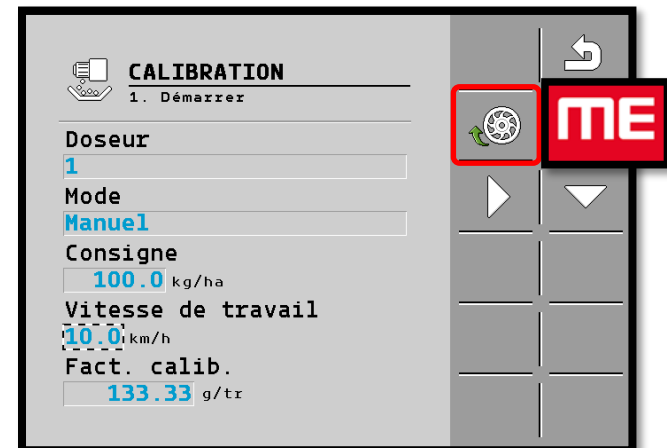 CALIBRATION
1. Démarrer
Doseur
1
Mode
Manuel
Consigne
100.0 kg/ha
Vitesse de travail
10.0 km/h
Fact. calib.
133.33 g/tr
ME